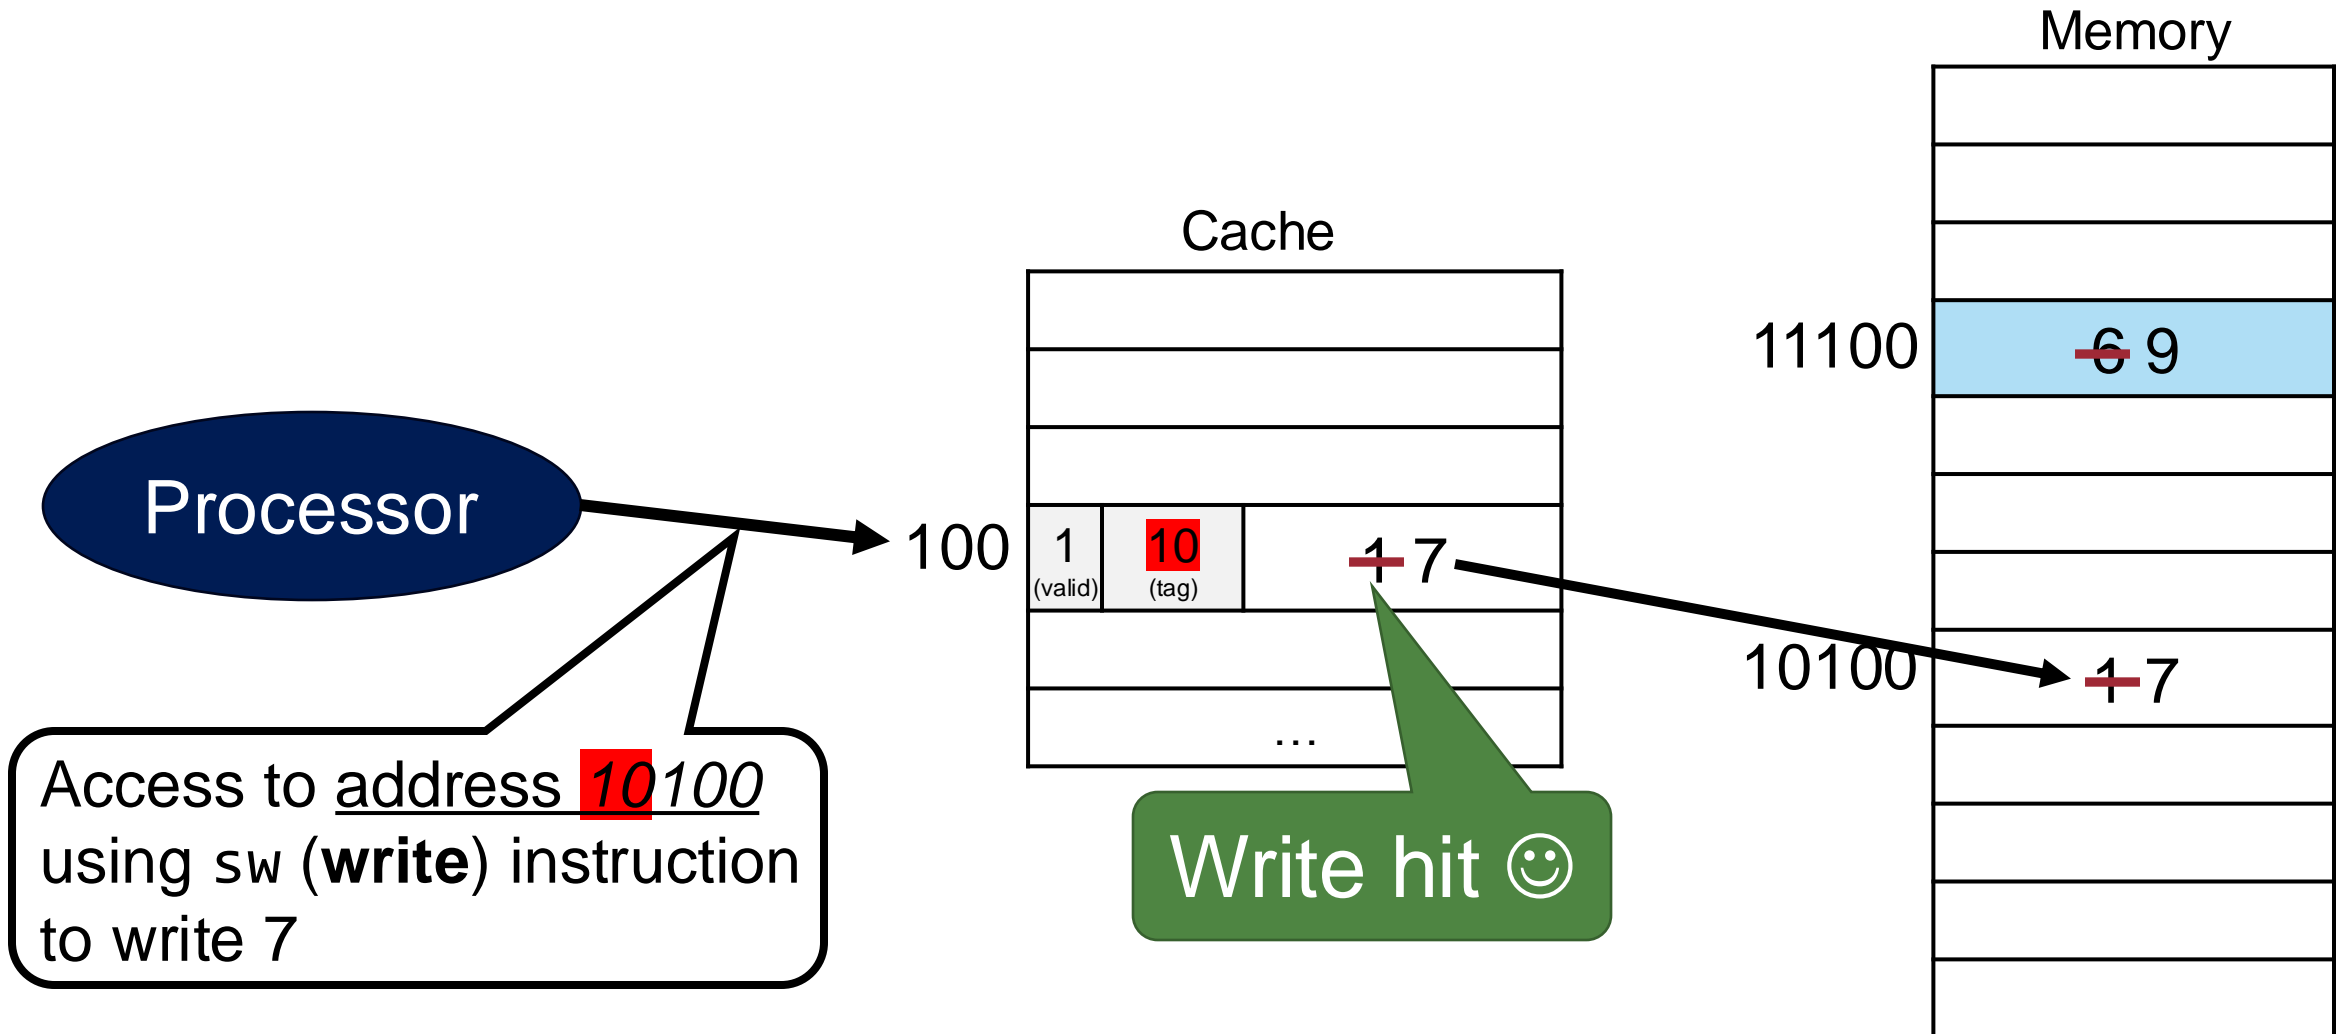 Memory
Cache
11100
6 9
Processor
100
1
(valid)
10
(tag)
1 7
10100
1 7
...
Access to address 10100
using sw (write) instruction
to write 7
Write hit ☺